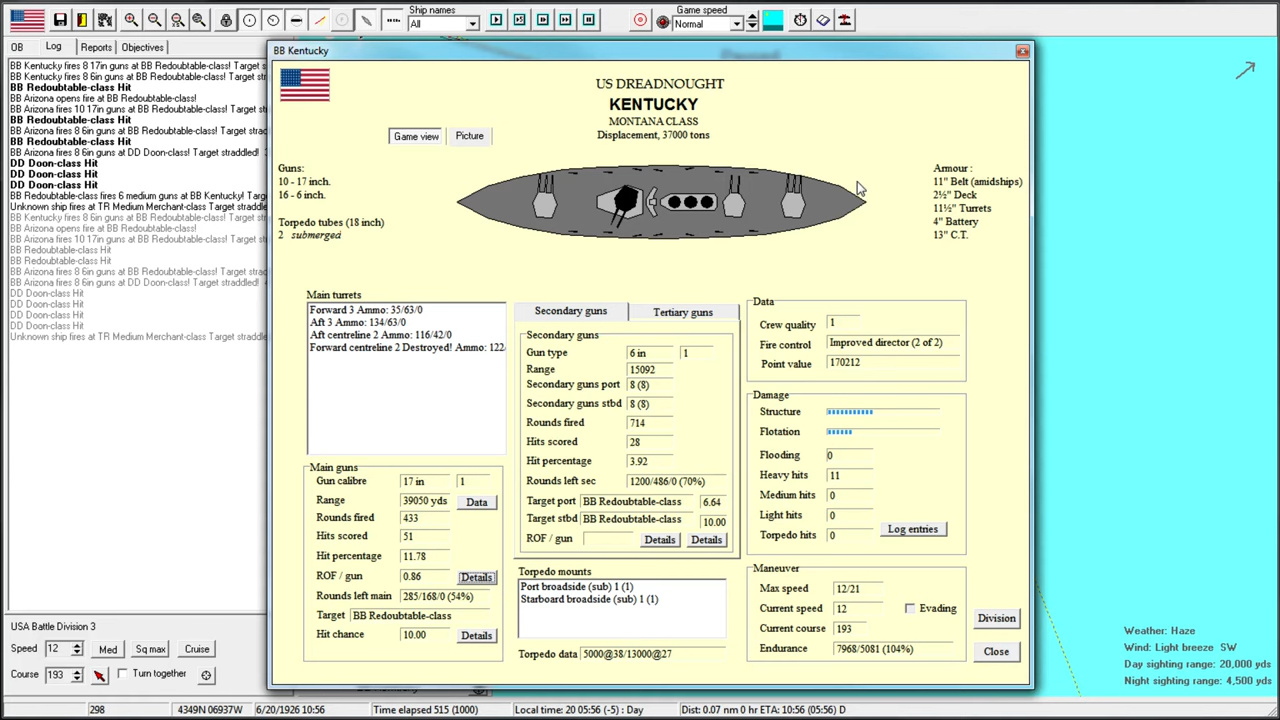 Ship names
Game speed
All
Normal
OB
Log
Reports
Objectives
BB Kentucky fires 8 17in guns at BB Redoubtable-class! Target
BB Kentucky fires 8 6in guns at BB Redoubtable-class! Target stra
BB Redoubtable-class Hit
BB Arizona opens fire at BB Redoubtable-class!
BB Arizona fires 10 17in guns at BB Redoubtable-class! Target
BB Redoubtable-class Hit
BB Arizona fires 8 6in guns at BB Redoubtable-class! Target stra
BB Redoubtable-class Hit
BB Arizona fires 8 6in guns at DD Doon-class! Target straddled!
DD Doon-class Hit
DD Doon-class Hit
DD Doon-class Hit
BB Redoubtable-class fires 6 medium guns at BB Kentucky! Targe
Unknown ship fires at TR Medium Merchant-class Target straddled
BB Kentucky fires 8 6in guns at BB Redoubtable-class! Target
BB Arizona opens fire at BB Redoubtable-class!
BB Arizona fires 10 17in guns at BB Redoubtable-class! Target
BB Redoubtable-class Hit
BB Redoubtable-class Hit
BB Arizona fires 8 6in guns at BB Redoubtable-class! Target stra
BB Arizona fires 8 6in guns at DD Doon-class! Target straddled!
DD Doon-class Hit
DD Doon-class Hit
DD Doon-class Hit
DD Doon-class Hit
Unknown ship fires at TR Medium Merchant-class Target straddled
USA Battle Division 3
Speed 12 Med Sq max Cruise
Course 193 Turn together
BB Kentucky
US DREADNOUGHT
KENTUCKY
MONTANA CLASS
Displacement, 37000 tons
Game view Picture
Guns:
10 - 17 inch.
16 - 6 inch.
Torpedo tubes (18 inch)
2 submerged
Armour :
11" Belt (amidships)
2½" Deck
11½" Turrets
4" Battery
13" C.T.
Main turrets
Forward 3 Ammo: 35/63/0
Aft 3 Ammo: 134/63/0
Aft centreline 2 Ammo: 116/42/0
Forward centreline 2 Destroyed! Ammo: 122/
Main guns
Gun calibre 17 in 1
Range 39050 yds Data
Rounds fired 433
Hits scored 51
Hit percentage 11.78
ROF / gun 0.86 Details
Rounds left main 285/168/0 (54%)
Target BB Redoubtable-class
Hit chance 10.00 Details
Secondary guns Tertiary guns
Secondary guns
Gun type 6 in 1
Range 15092
Secondary guns port 8 (8)
Secondary guns stbd 8 (8)
Rounds fired 714
Hits scored 28
Hit percentage 3.92
Rounds left sec 1200/486/0 (70%)
Target port BB Redoubtable-class 6.64
Target stbd BB Redoubtable-class 10.00
ROF / gun Details Details
Torpedo mounts
Port broadside (sub) 1 (1)
Starboard broadside (sub) 1 (1)
Torpedo data 5000@38/13000@27
Data
Crew quality 1
Fire control Improved director (2 of 2)
Point value 170212
Damage
Structure
Flotation
Flooding 0
Heavy hits 11
Medium hits 0
Light hits 0
Torpedo hits 0
Log entries
Maneuver
Max speed 12/21
Current speed 12 Evading
Current course 193
Endurance 7968/5081 (104%)
Division
Close
Weather: Haze
Wind: Light breeze SW
Day sighting range: 20,000 yds
Night sighting range: 4,500 yds
298 4349N 06937W 6/20/1926 10:56 Time elapsed 515 (1000) Local time: 20 05:56 (-5) : Day Dist: 0.07 nm 0 hr ETA: 10:56 (05:56) D